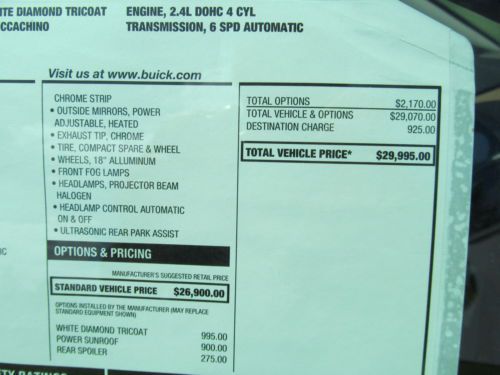 ITE DIAMOND TRICOAT
CCACHINO
ENGINE, 2.4L DOHC 4 CYL
TRANSMISSION, 6 SPD AUTOMATIC
Visit us at www.buick.com
CHROME STRIP
• OUTSIDE MIRRORS, POWER
ADJUSTABLE, HEATED
• EXHAUST TIP, CHROME
• TIRE, COMPACT SPARE & WHEEL
• WHEELS, 18" ALLUMINUM
• FRONT FOG LAMPS
• HEADLAMPS, PROJECTOR BEAM
HALOGEN
• HEADLAMP CONTROL AUTOMATIC
ON & OFF
• ULTRASONIC REAR PARK ASSIST
OPTIONS & PRICING
MANUFACTURER'S SUGGESTED RETAIL PRICE
STANDARD VEHICLE PRICE $26,900.00
OPTIONS INSTALLED BY THE MANUFACTURER (MAY REPLACE
STANDARD EQUIPMENT SHOWN)
WHITE DIAMOND TRICOAT 995.00
POWER SUNROOF 900.00
REAR SPOILER 275.00
TOTAL OPTIONS $2,170.00
TOTAL VEHICLE & OPTIONS $29,070.00
DESTINATION CHARGE 925.00
TOTAL VEHICLE PRICE* $29,995.00